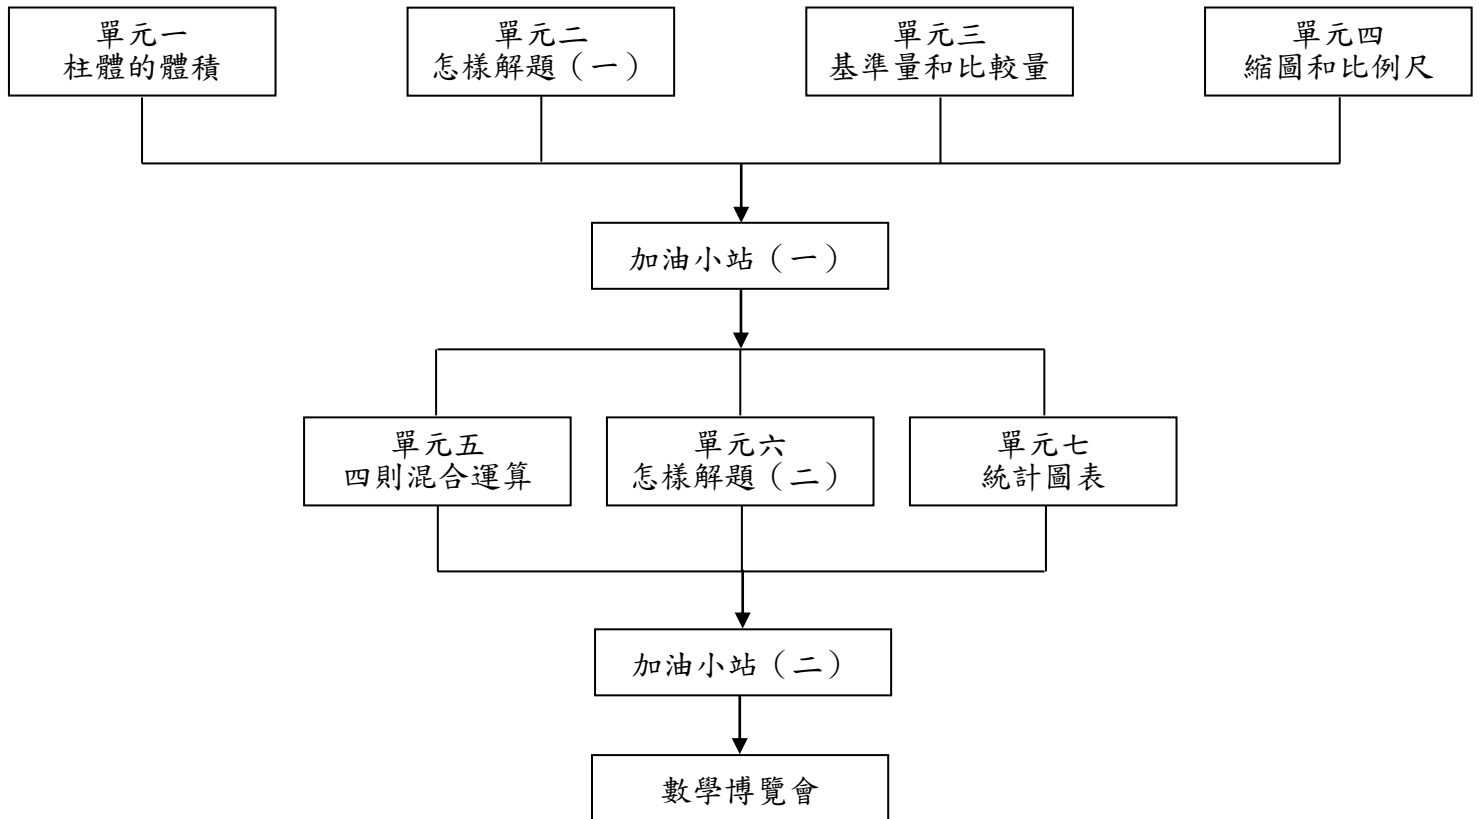 單元一
柱體的體積
單元二
怎樣解題（一）
單元三
基準量和比較量
單元四
縮圖和比例尺
加油小站（一）
單元五
四則混合運算
單元六
怎樣解題（二）
單元七
統計圖表
加油小站（二）
數學博覽會